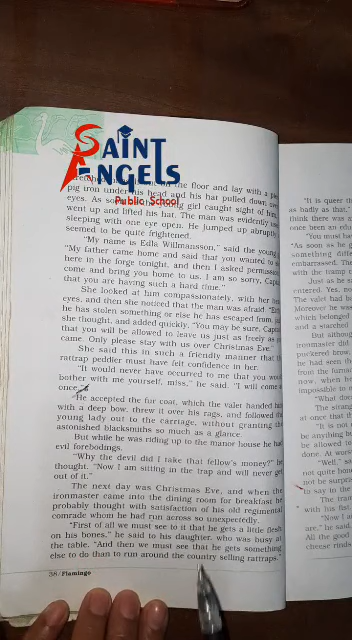 SAINT
ANGELS
Public School
the floor and lay with a
pig iron under his head and his hat pulled down over
eyes. As soon as the young girl caught sight of him,
went up and lifted his hat. The man was evidently used
sleeping with one eye open. He jumped up abruptly
seemed to be quite frightened.
"My name is Edla Willmansson," said the young
"My father came home and said that you wanted to
here in the forge tonight, and then I asked permission
come and bring you home to us. I am so sorry, Captain
that you are having such a hard time."
She looked at him compassionately, with her
eyes, and then she noticed that the man was afraid.
he has stolen something or else he has escaped from
she thought, and added quickly, "You may be sure, Captain
that you will be allowed to leave us just as freely as
came. Only please stay with us over Christmas Eve."
She said this in such a friendly manner that
rattrap peddler must have felt confidence in her.
"It would never have occurred to me that you would
bother with me yourself, miss," he said. "I will come
once."
He accepted the fur coat, which the valet handed him
with a deep bow, threw it over his rags, and followed the
young lady out to the carriage, without granting the
astonished blacksmiths so much as a glance.
But while he was riding up to the manor house he had
evil forebodings.
"Why the devil did I take that fellow's money?" he
thought. "Now I am sitting in the trap and will never get
out of it."
The next day was Christmas Eve, and when the
ironmaster came into the dining room for breakfast he
probably thought with satisfaction of his old regimental
comrade whom he had run across so unexpectedly.
"First of all we must see to it that he gets a little flesh
on his bones," he said to his daughter, who was busy at
the table. "And then we must see that he gets something
else to do than to run around the country selling rattraps."
38/Flamingo
"It is queer th
as badly as that,"
think there was a
once been an edu
"You must have
"As soon as he g
something differ
embarrassed. The
with the tramp
Just as he sa
entered. Yes, no
The valet had b
Moreover he wor
which belonged
and a starched
But althoug
ironmaster did
puckered brow,
he had seen th
from the furnac
now, when he
impossible to
"What does
The strang
at once that
"It is not
be anything bu
be allowed to
done. At worst
"Well,"
not quite hone
not be surpris
to say to the
The tram
with his fist
"Now I a
are," he said
All the good
cheese rinds